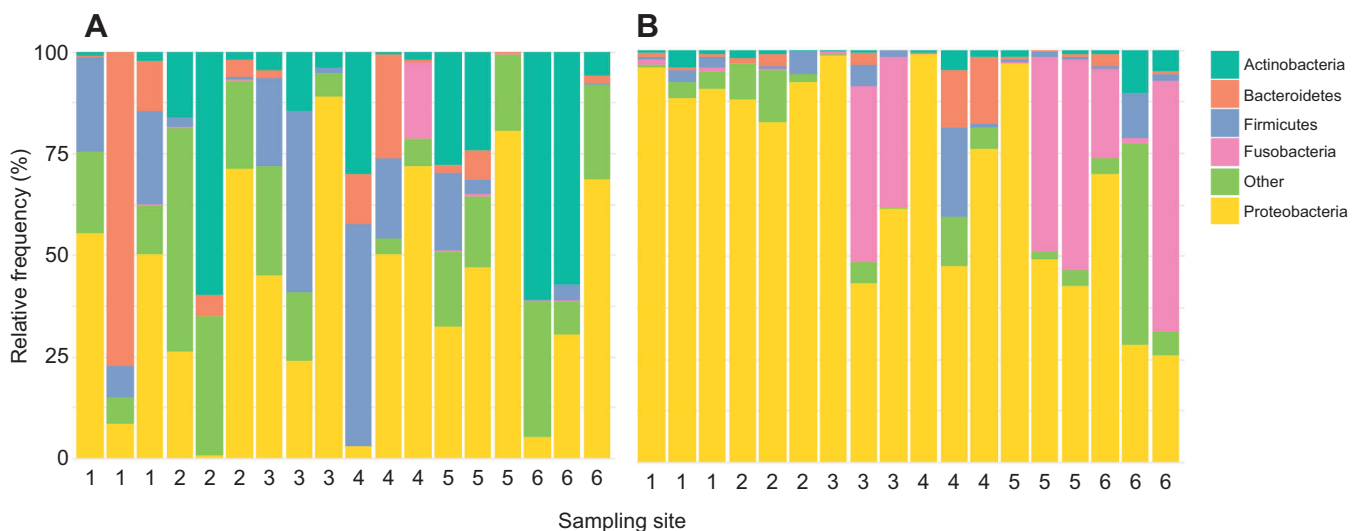 A
B
Relative frequency (%)
100
75
50
25
0
1 1 1 2 2 2 3 3 3 4 4 4 5 5 5 6 6 6
1 1 1 2 2 2 3 3 3 4 4 4 5 5 5 6 6 6
Sampling site
Actinobacteria
Bacteroidetes
Firmicutes
Fusobacteria
Other
Proteobacteria